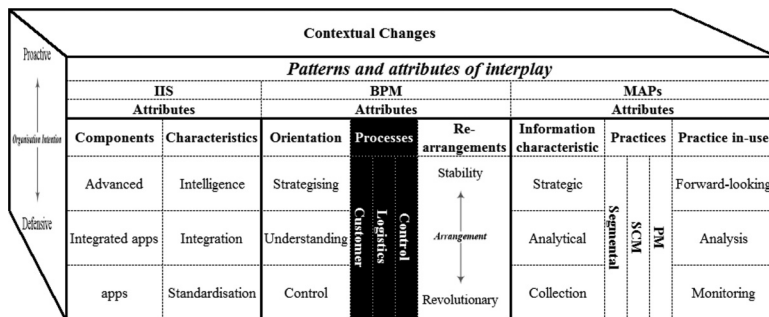 Contextual Changes
Proactive
Organisation Intention
Defensive
Patterns and attributes of interplay
IIS BPM MAPs
Attributes Attributes Attributes
Components Characteristics Orientation Processes Re-arrangements Information characteristic Practices Practice in-use
Advanced Intelligence Strategising Stability Strategic Forward-looking
Integrated apps Integration Understanding Arrangement Analytical Analysis
apps Standardisation Control Revolutionary Collection Monitoring
Customer
Logistics
Control
Segmental
SCM
PM